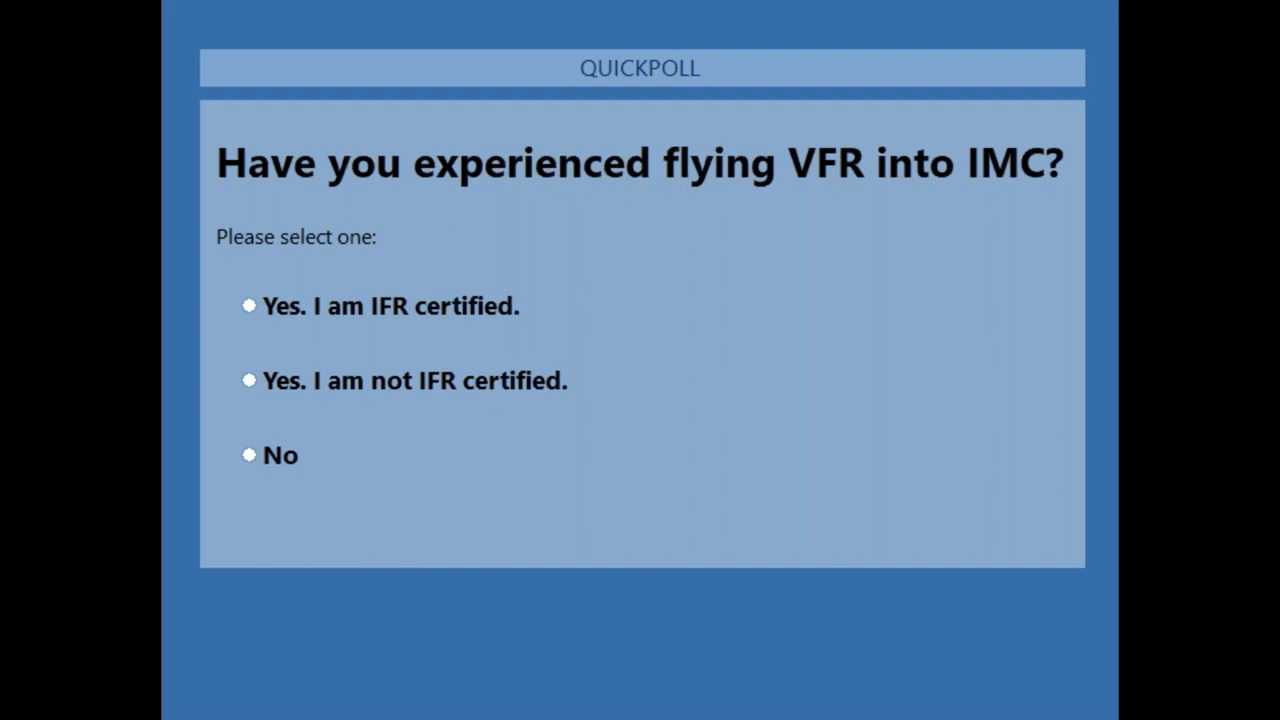 QUICKPOLL
Have you experienced flying VFR into IMC?
Please select one:
Yes. I am IFR certified.
Yes. I am not IFR certified.
No